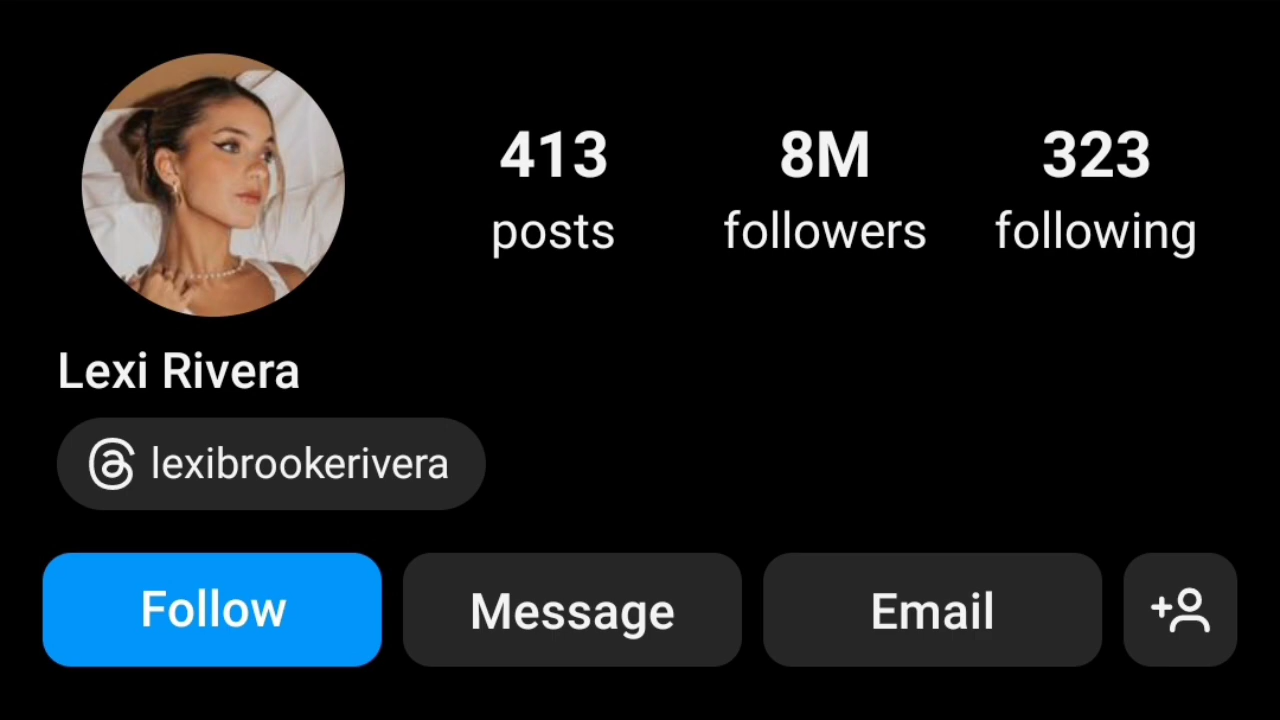 413 8M 323
posts followers following
Lexi Rivera
lexibrookerivera
Follow Message Email